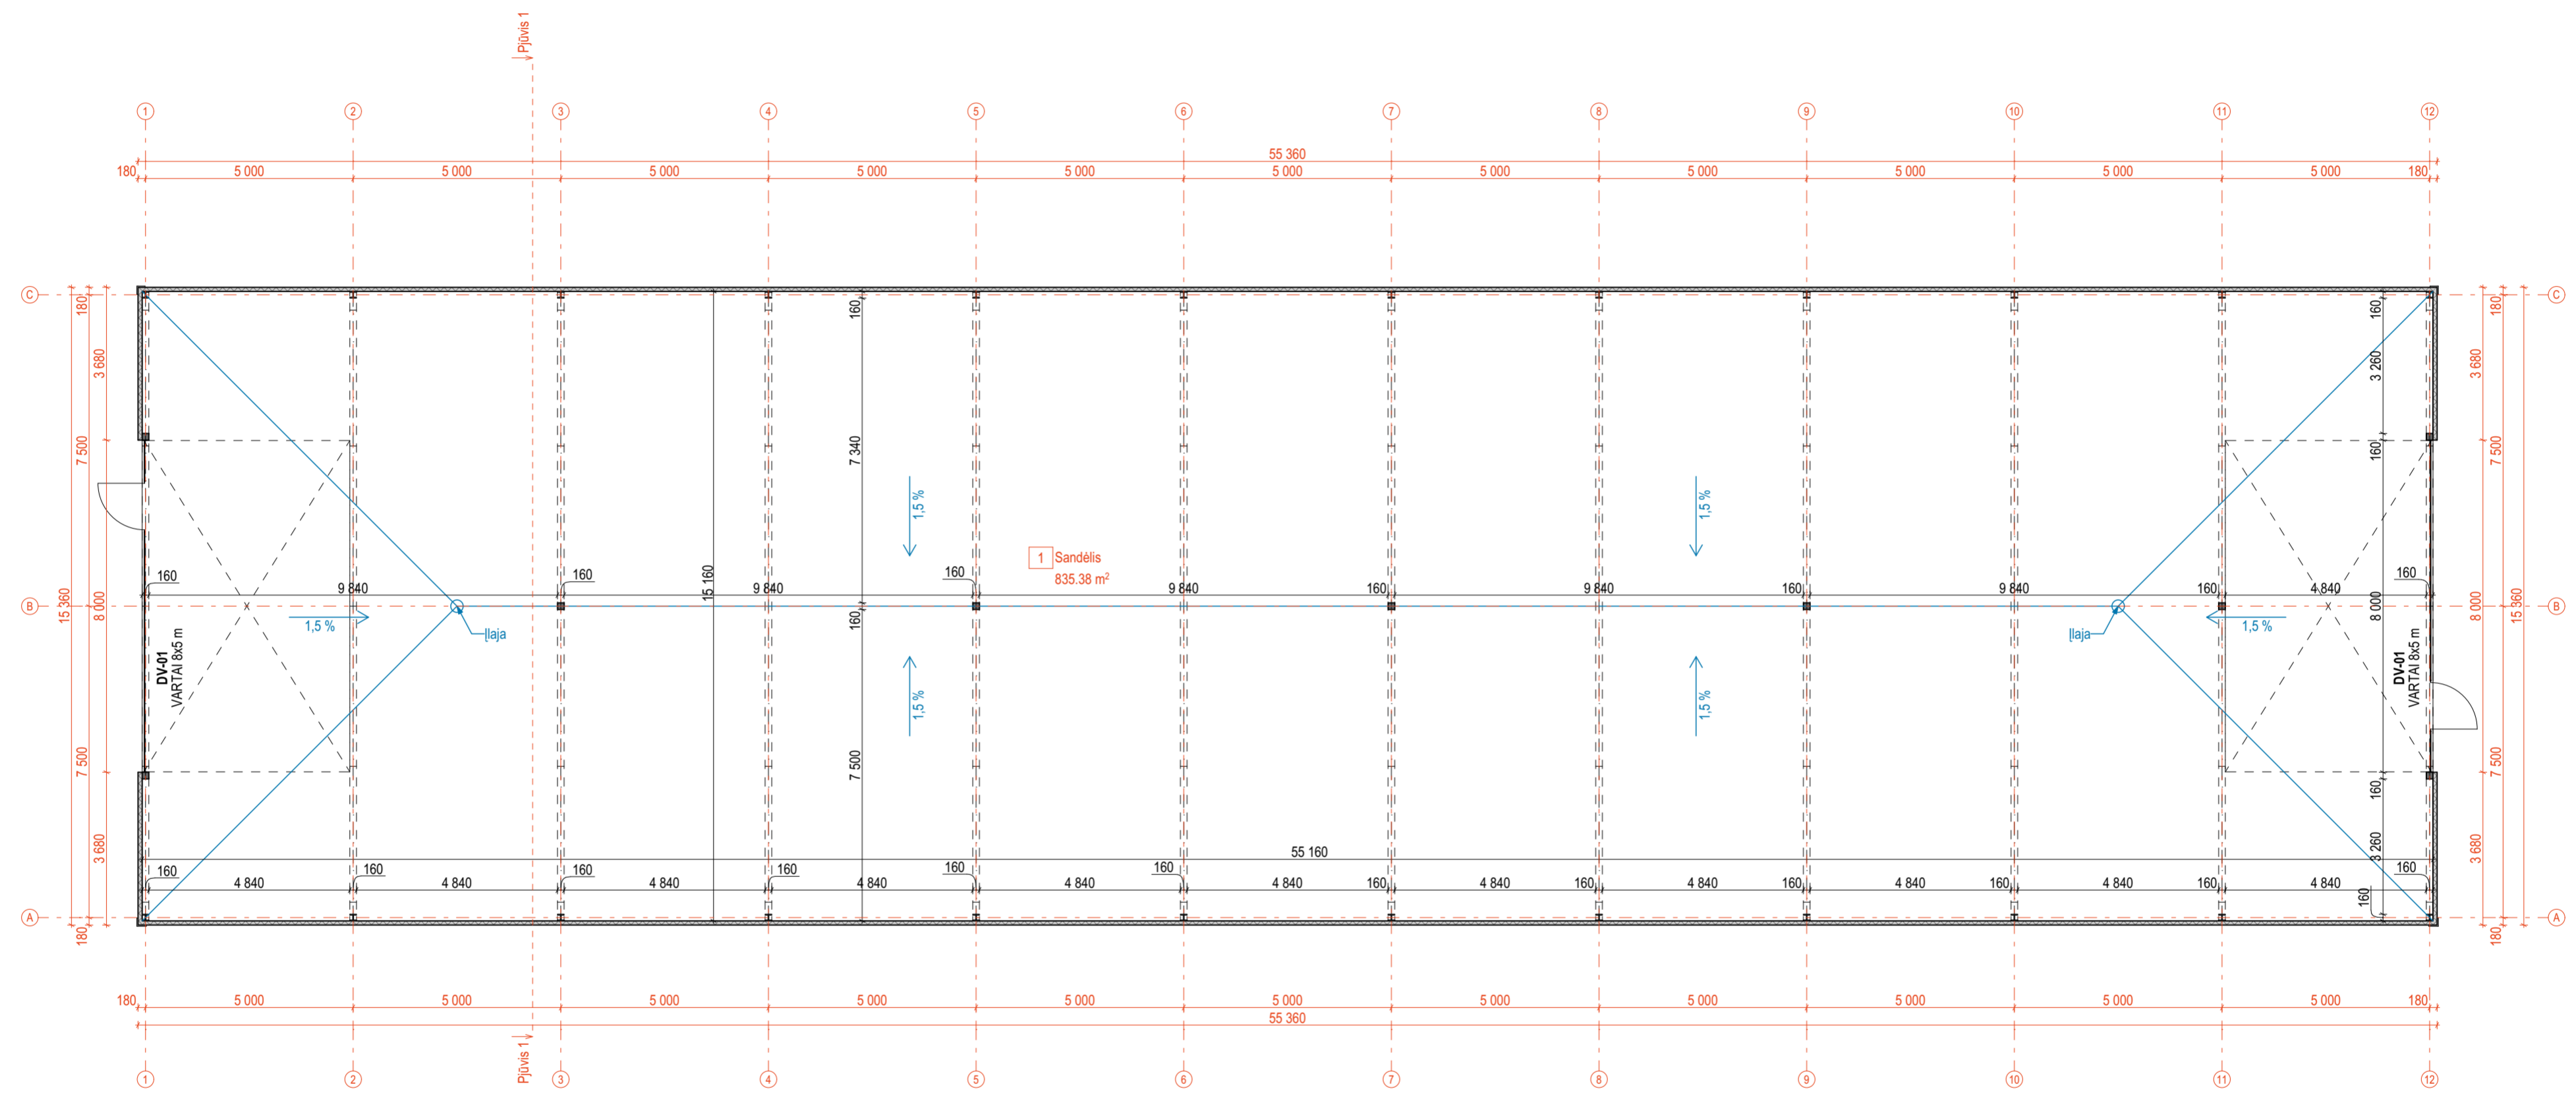 Pjūvis 1
1 2 3 4 5 6 7 8 9 10 11 12
55 360
180 5 000 5 000 5 000 5 000 5 000 5 000 5 000 5 000 5 000 5 000 5 000 180
C 180 160 160 180 C
3 680 3 260 3 680
7 500 7 340 160 7 500
1,5 % 1,5 %
1 Sandėlis
835.38 m²
160 160 160 160
9 840 9 840 9 840 160 9 840 160 9 840 160 4 840
15 160
B 15 360 8 000 160 8 000 8 000 15 360 B
1,5 % 1,5 %
Įlaja Įlaja
DV-01
VARTAI 8x5 m
DV-01
VARTAI 8x5 m
1,5 % 1,5 %
7 500 7 500 160 7 500
3 680 3 260 3 680
55 160
160 160 160 160 160 160 160
4 840 4 840 4 840 4 840 4 840 4 840 160 4 840 160 4 840 160 4 840 160 4 840 160 4 840
160
A 180 180 A
180 5 000 5 000 5 000 5 000 5 000 5 000 5 000 5 000 5 000 5 000 5 000 180
55 360
Pjūvis 1
1 2 3 4 5 6 7 8 9 10 11 12